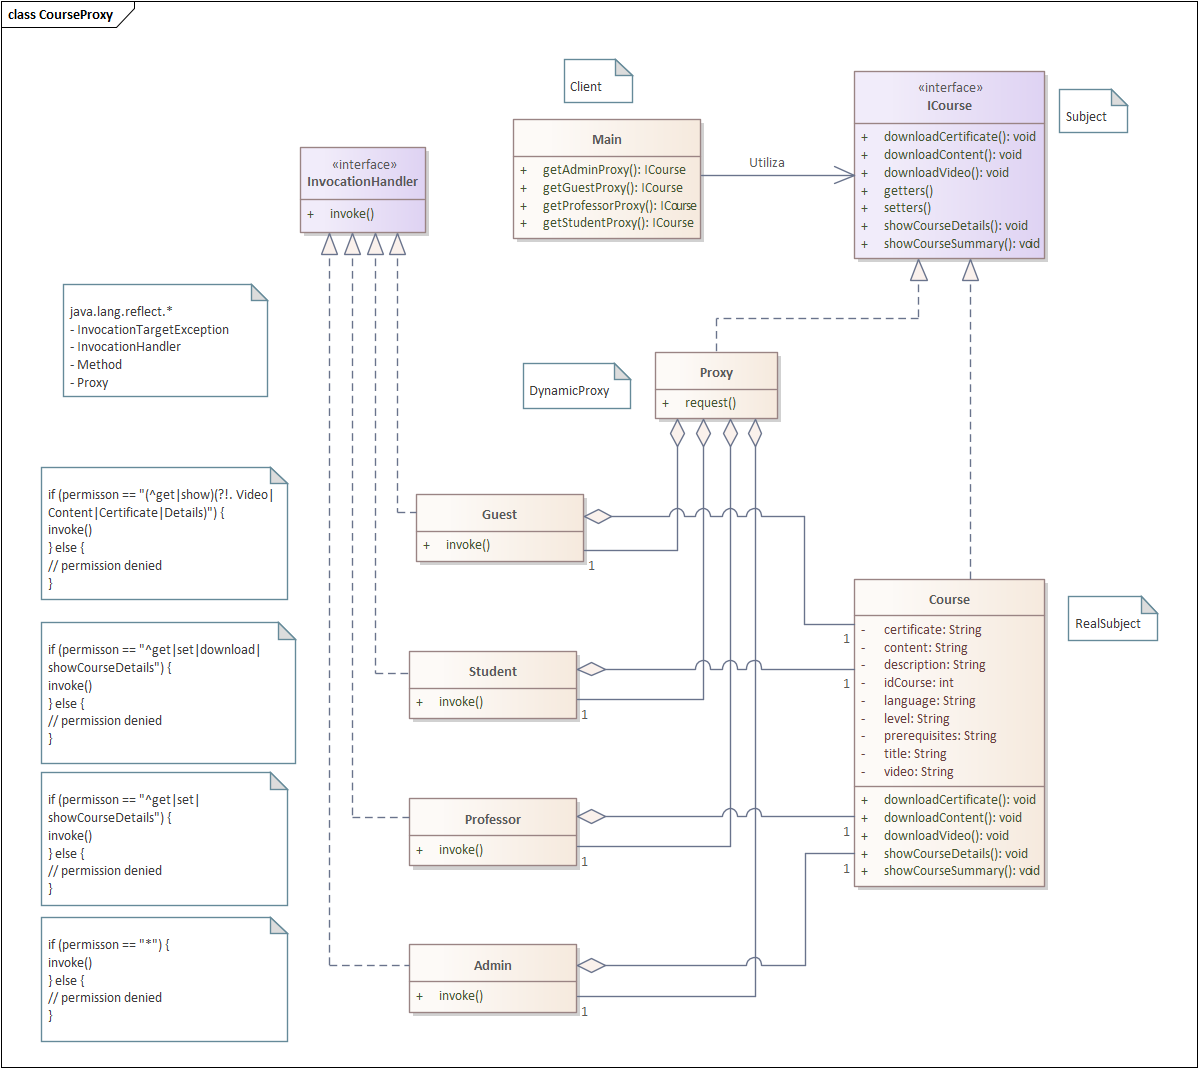 class CourseProxy
Client
«interface»
ICourse
+ downloadCertificate(): void
+ downloadContent(): void
+ downloadVideo(): void
+ getters()
+ setters()
+ showCourseDetails(): void
+ showCourseSummary(): void
Subject
Main
+ getAdminProxy(): ICourse
+ getGuestProxy(): ICourse
+ getProfessorProxy(): ICourse
+ getStudentProxy(): ICourse
Utiliza
«interface»
InvocationHandler
+ invoke()
java.lang.reflect.*
- InvocationTargetException
- InvocationHandler
- Method
- Proxy
DynamicProxy
Proxy
+ request()
if (permisson == "(^get|show)(?!. Video|
Content|Certificate|Details)") {
invoke()
} else {
// permission denied
}
Guest
+ invoke()
1
Course
- certificate: String
- content: String
- description: String
- idCourse: int
- language: String
- level: String
- prerequisites: String
- title: String
- video: String
+ downloadCertificate(): void
+ downloadContent(): void
+ downloadVideo(): void
+ showCourseDetails(): void
+ showCourseSummary(): void
RealSubject
1
1
1
1
if (permisson == "^get|set|download|
showCourseDetails") {
invoke()
} else {
// permission denied
}
Student
+ invoke()
1
if (permisson == "^get|set|
showCourseDetails") {
invoke()
} else {
// permission denied
}
Professor
+ invoke()
1
if (permisson == "*") {
invoke()
} else {
// permission denied
}
Admin
+ invoke()
1